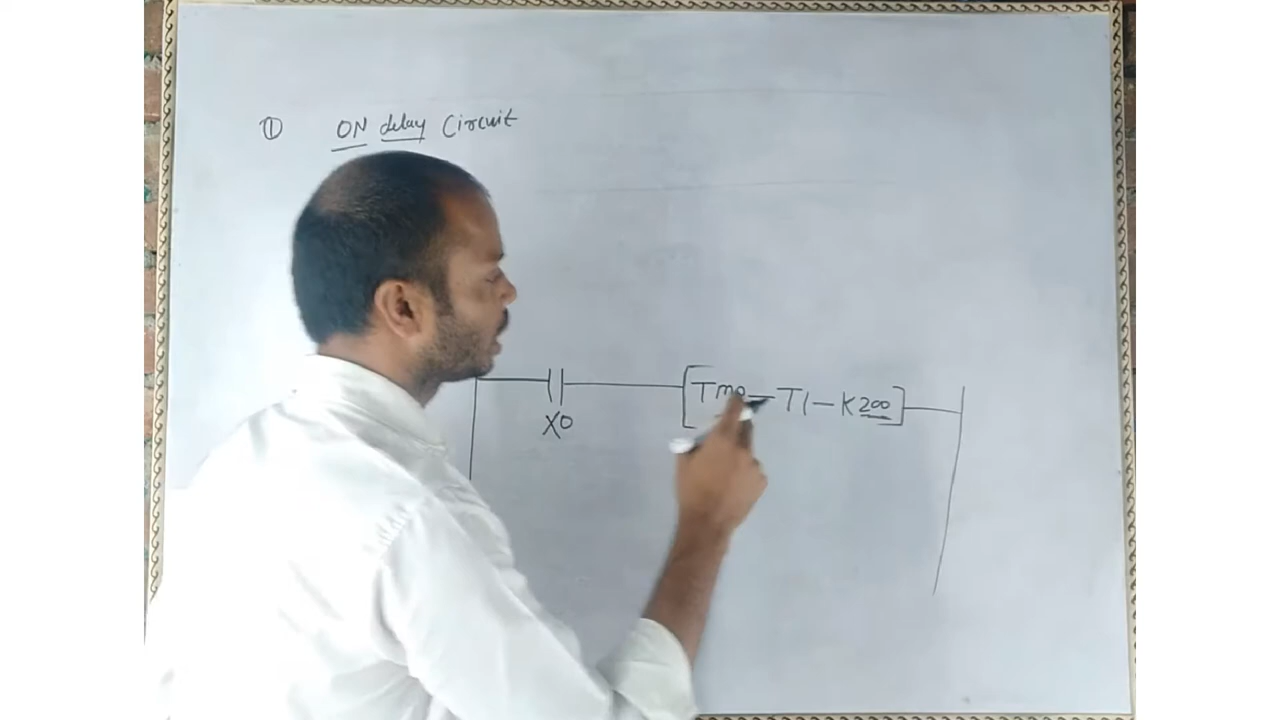 ① ON delay Circuit
[Tmo-T1-K200]
X0